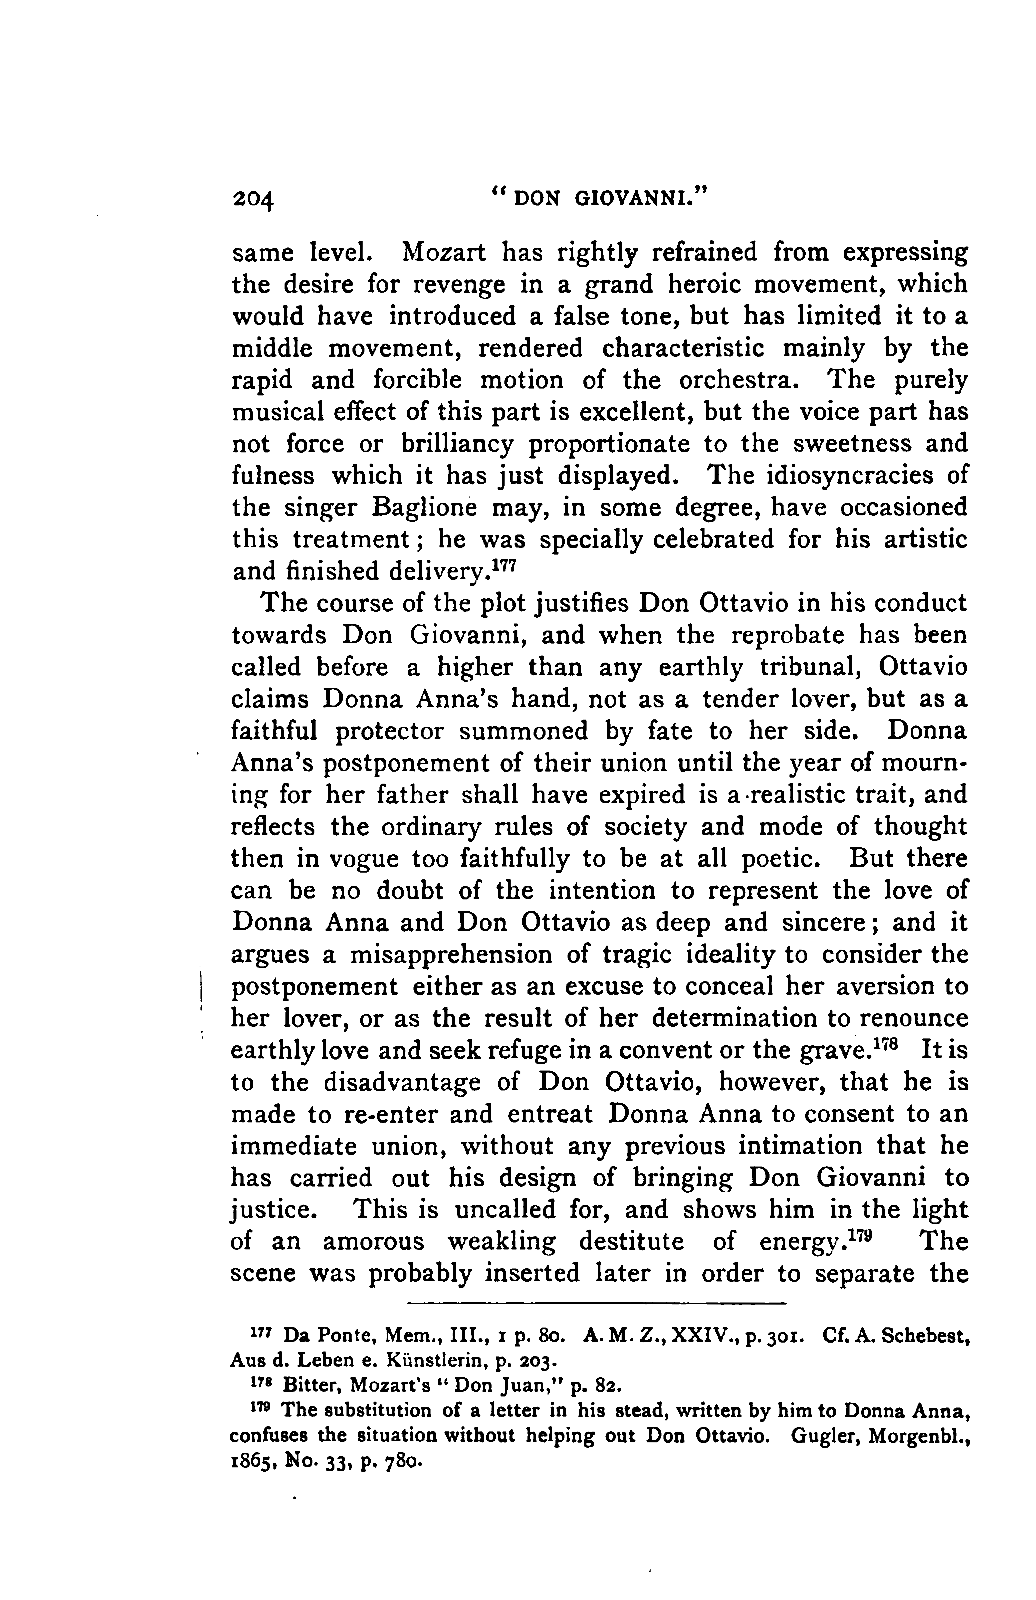 204 " DON GIOVANNI."
same level. Mozart has rightly refrained from expressing
the desire for revenge in a grand heroic movement, which
would have introduced a false tone, but has limited it to a
middle movement, rendered characteristic mainly by the
rapid and forcible motion of the orchestra. The purely
musical effect of this part is excellent, but the voice part has
not force or brilliancy proportionate to the sweetness and
fulness which it has just displayed. The idiosyncracies of
the singer Baglione may, in some degree, have occasioned
this treatment; he was specially celebrated for his artistic
and finished delivery.¹⁷⁷
The course of the plot justifies Don Ottavio in his conduct
towards Don Giovanni, and when the reprobate has been
called before a higher than any earthly tribunal, Ottavio
claims Donna Anna's hand, not as a tender lover, but as a
faithful protector summoned by fate to her side. Donna
Anna's postponement of their union until the year of mourn-
ing for her father shall have expired is a realistic trait, and
reflects the ordinary rules of society and mode of thought
then in vogue too faithfully to be at all poetic. But there
can be no doubt of the intention to represent the love of
Donna Anna and Don Ottavio as deep and sincere; and it
argues a misapprehension of tragic ideality to consider the
postponement either as an excuse to conceal her aversion to
her lover, or as the result of her determination to renounce
earthly love and seek refuge in a convent or the grave.¹⁷⁸ It is
to the disadvantage of Don Ottavio, however, that he is
made to re-enter and entreat Donna Anna to consent to an
immediate union, without any previous intimation that he
has carried out his design of bringing Don Giovanni to
justice. This is uncalled for, and shows him in the light
of an amorous weakling destitute of energy.¹⁷⁹ The
scene was probably inserted later in order to separate the
¹⁷⁷ Da Ponte, Mem., III., 1 p. 80. A. M. Z., XXIV., p. 301. Cf. A. Schebest,
Aus d. Leben e. Künstlerin, p. 203.
¹⁷⁸ Bitter, Mozart's " Don Juan," p. 82.
¹⁷⁹ The substitution of a letter in his stead, written by him to Donna Anna,
confuses the situation without helping out Don Ottavio. Gugler, Morgenbl.,
1865, No. 33, p. 780.